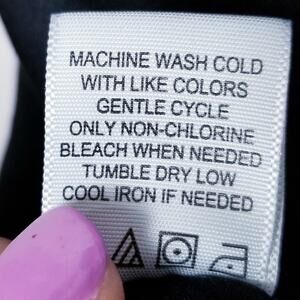 MACHINE WASH COLD
WITH LIKE COLORS
GENTLE CYCLE
ONLY NON-CHLORINE
BLEACH WHEN NEEDED
TUMBLE DRY LOW
COOL IRON IF NEEDED